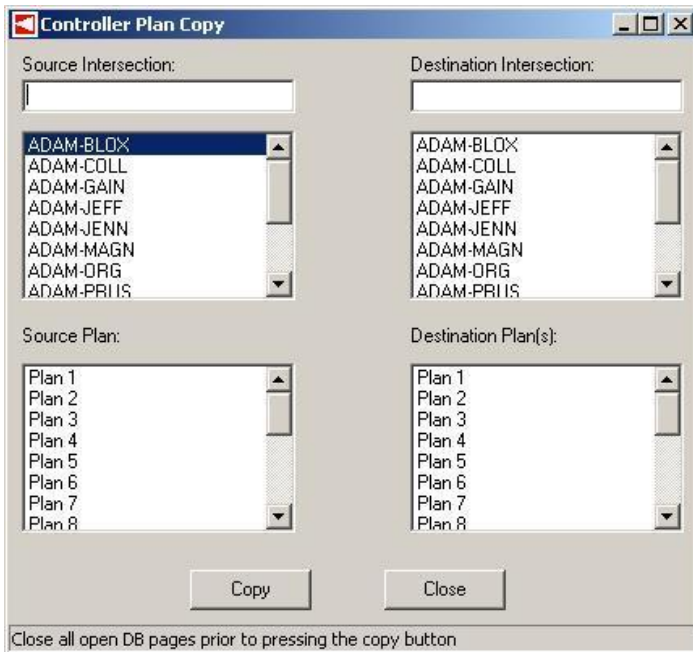 Controller Plan Copy
Source Intersection:
Destination Intersection:
ADAM-BLOX
ADAM-COLL
ADAM-GAIN
ADAM-JEFF
ADAM-JENN
ADAM-MAGN
ADAM-ORG
ADAM-PRUS
ADAM-BLOX
ADAM-COLL
ADAM-GAIN
ADAM-JEFF
ADAM-JENN
ADAM-MAGN
ADAM-ORG
ADAM-PRUS
Source Plan:
Destination Plan(s):
Plan 1
Plan 2
Plan 3
Plan 4
Plan 5
Plan 6
Plan 7
Plan 8
Plan 1
Plan 2
Plan 3
Plan 4
Plan 5
Plan 6
Plan 7
Plan 8
Copy
Close
Close all open DB pages prior to pressing the copy button